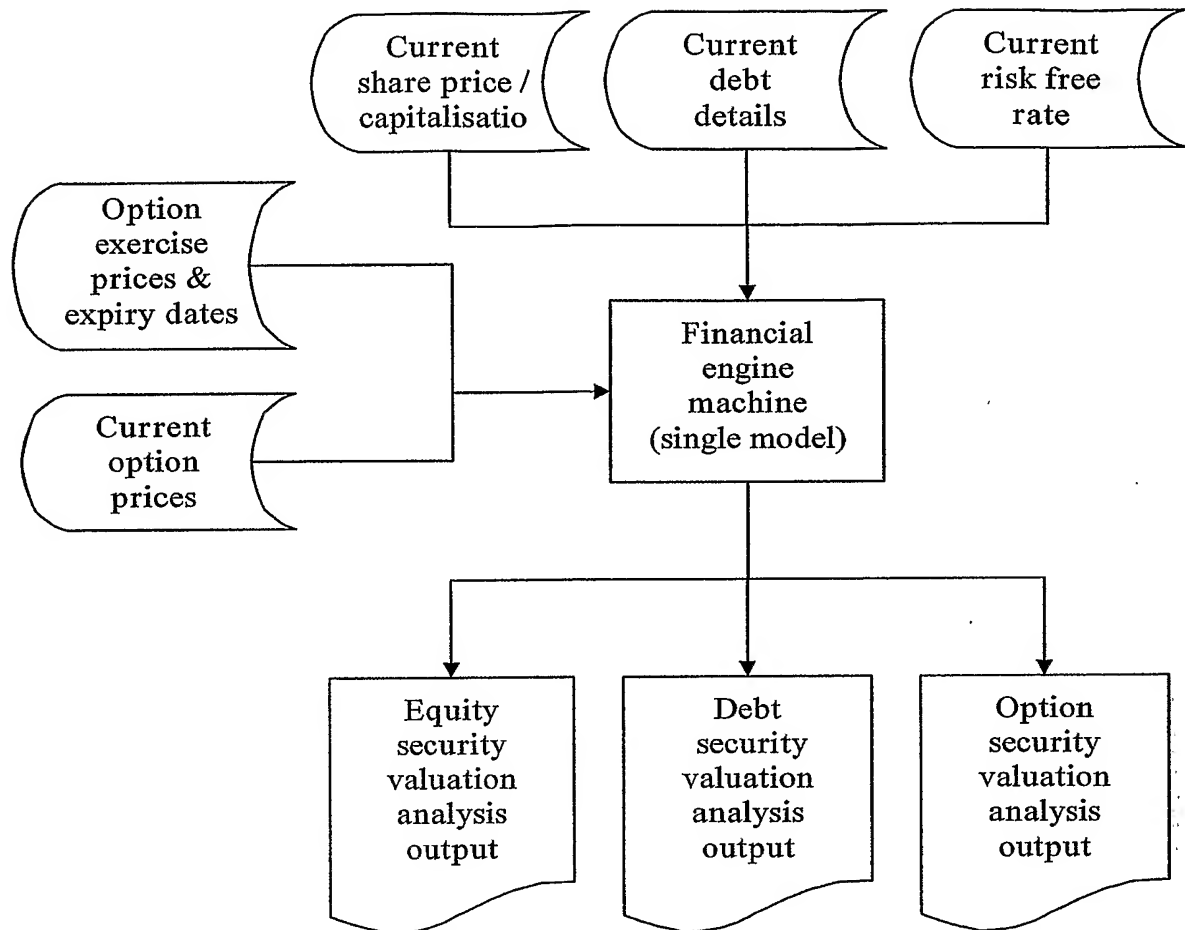 Current
share price /
capitalisatio
Current
debt
details
Current
risk free
rate
Option
exercise
prices &
expiry dates
Current
option
prices
Financial
engine
machine
(single model)
Equity
security
valuation
analysis
output
Debt
security
valuation
analysis
output
Option
security
valuation
analysis
output